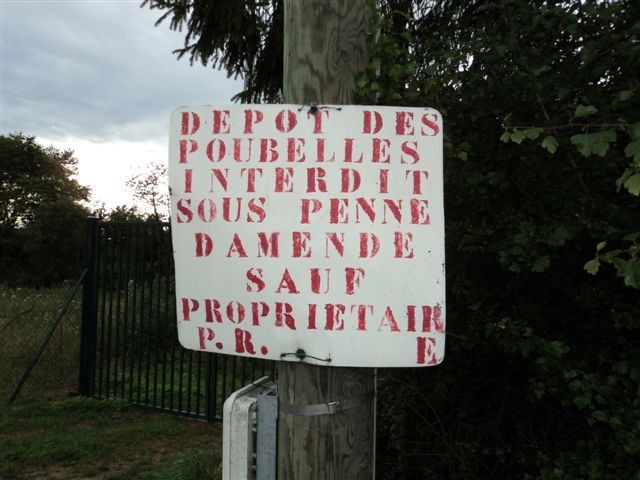 DEPOT DES
POUBELLES
INTERDIT
SOUS PENNE
DAMENDE
SAUF
PROPRIETAIR
P.R. E